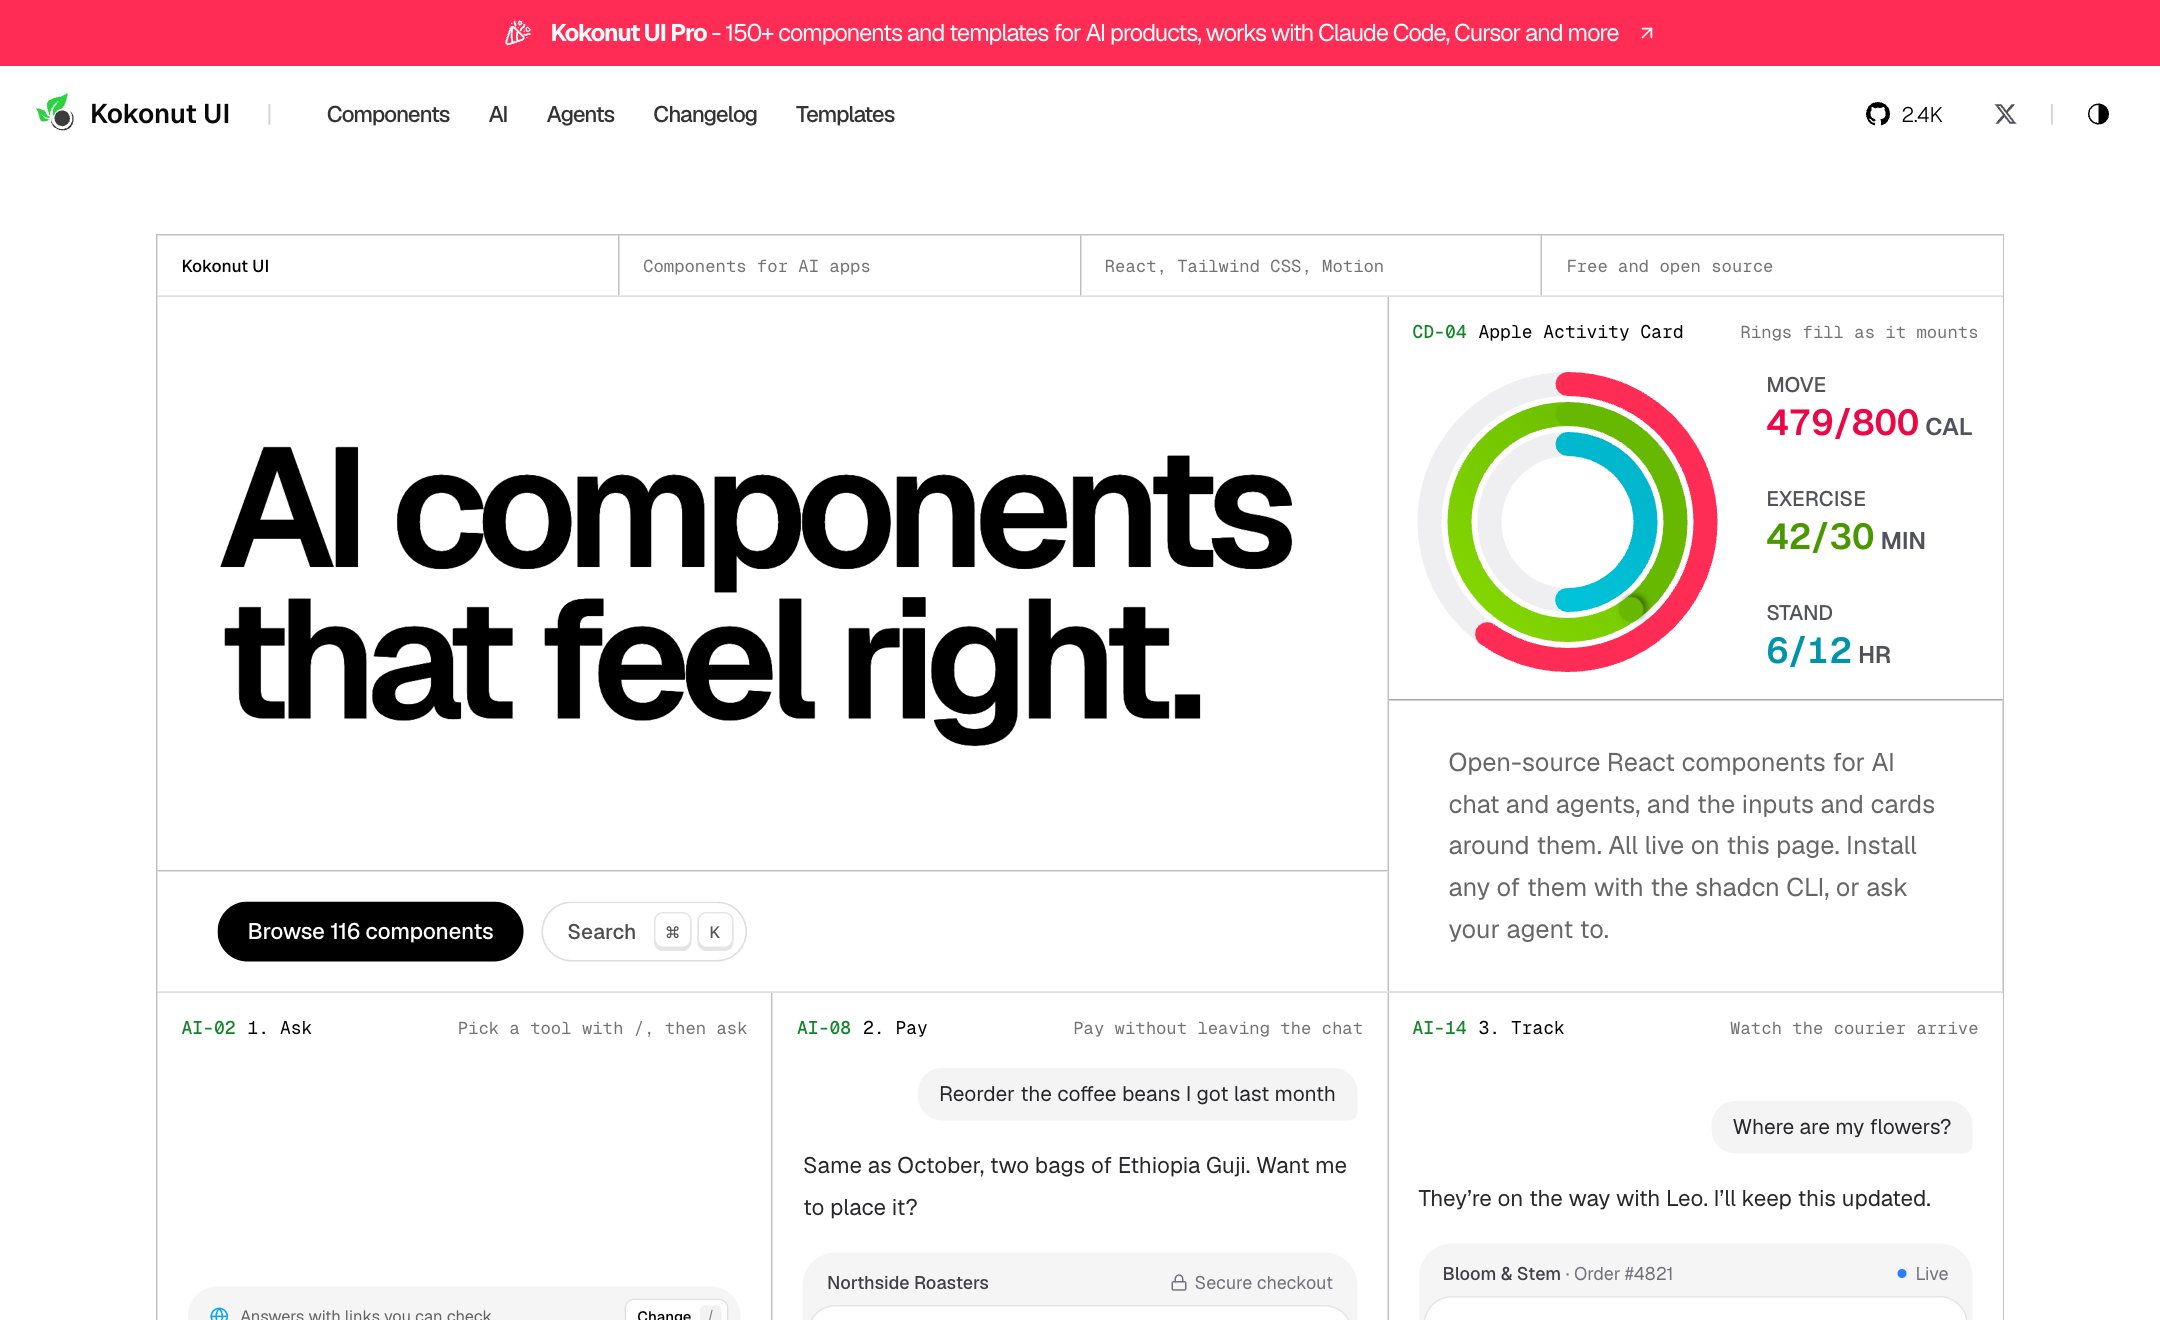 Kokonut UI Pro - 150+ components and templates for AI products, works with Claude Code, Cursor and more
Kokonut UI
Components
AI
Agents
Changelog
Templates
2.4K
Kokonut UI
Components for AI apps
React, Tailwind CSS, Motion
Free and open source
AI components
that feel right.
CD-04 Apple Activity Card
Rings fill as it mounts
MOVE
479/800 CAL
EXERCISE
42/30 MIN
STAND
6/12 HR
Open-source React components for AI
chat and agents, and the inputs and cards
around them. All live on this page. Install
any of them with the shadcn CLI, or ask
your agent to.
Browse 116 components
Search ⌘ K
AI-02 1. Ask
Pick a tool with /, then ask
Answers with links you can check
Change /
AI-08 2. Pay
Pay without leaving the chat
Reorder the coffee beans I got last month
Same as October, two bags of Ethiopia Guji. Want me
to place it?
Northside Roasters
Secure checkout
AI-14 3. Track
Watch the courier arrive
Where are my flowers?
They’re on the way with Leo. I’ll keep this updated.
Bloom & Stem · Order #4821
Live